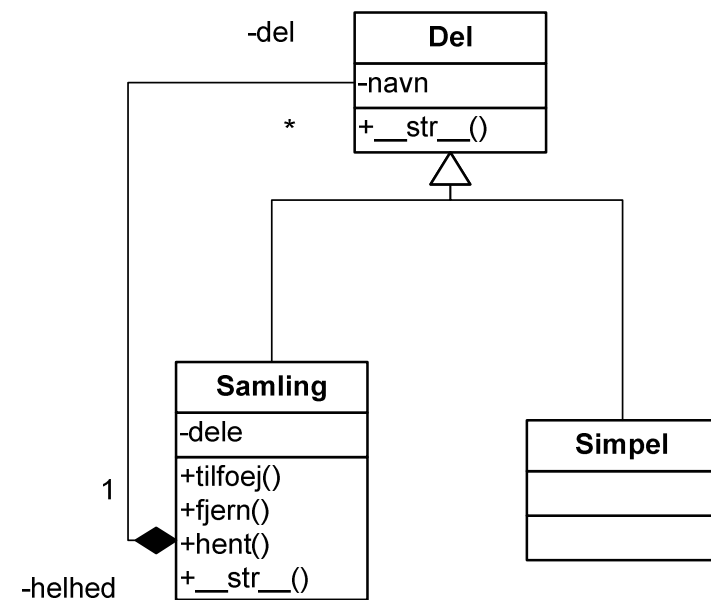 -del
Del
-navn
*
+__str__()
Samling
-dele
Simpel
+tilfoej()
1
+fjern()
+hent()
+__str__()
-helhed